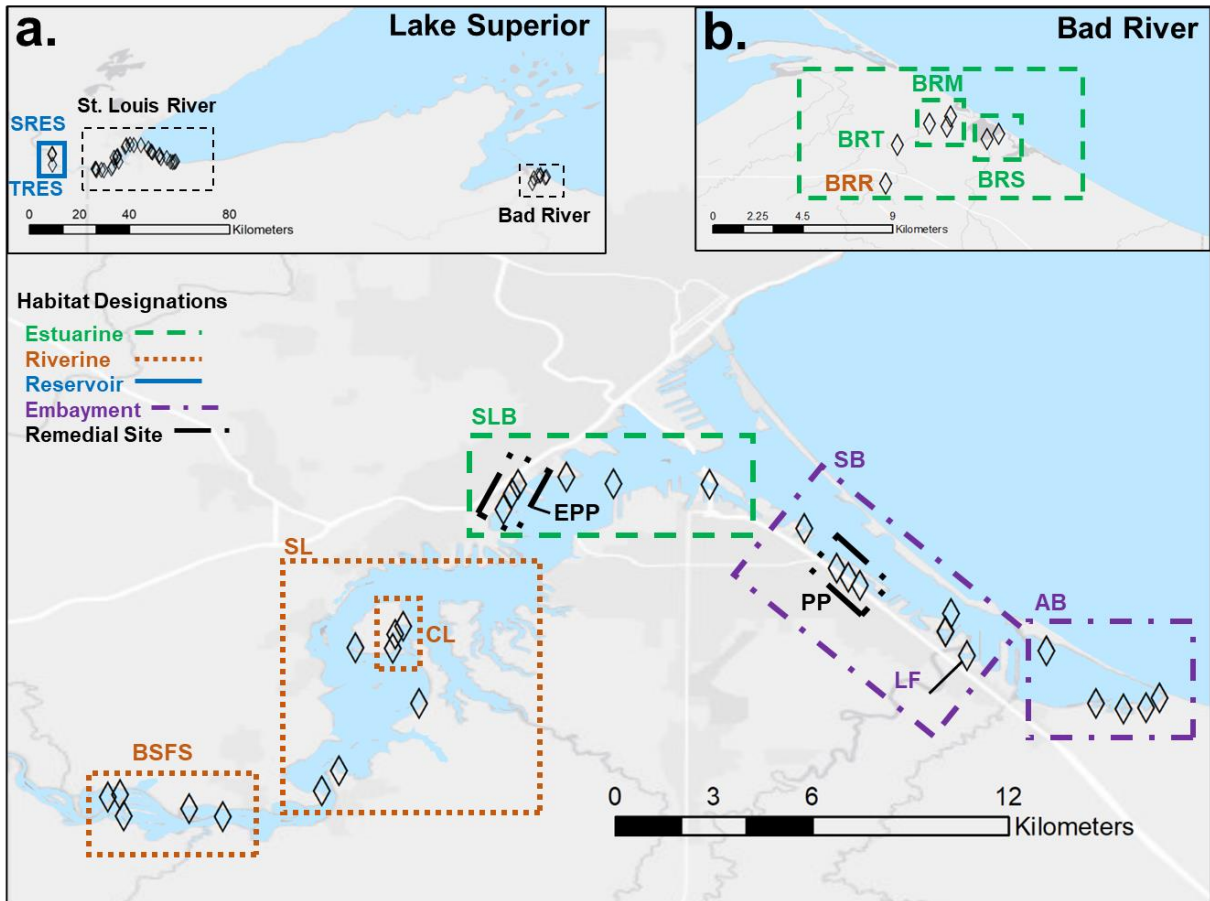 a.
Lake Superior
St. Louis River
SRES
TRES
Bad River
0 20 40 80
Kilometers
b.
Bad River
BRM
BRT
BRS
BRR
0 2.25 4.5 9
Kilometers
Habitat Designations
Estuarine
Riverine
Reservoir
Embayment
Remedial Site
SLB
EPP
SB
SL
CL
PP
AB
LF
BSFS
0 3 6 12
Kilometers